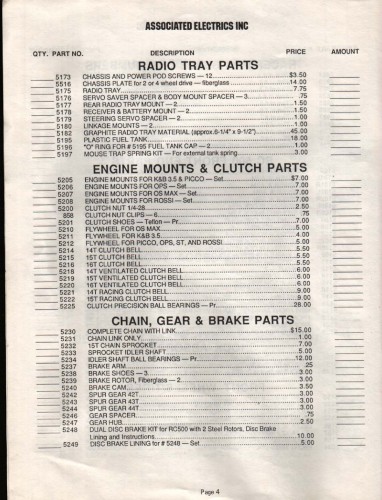 ASSOCIATED ELECTRICS INC
QTY. PART NO. DESCRIPTION PRICE AMOUNT
RADIO TRAY PARTS
5173 CHASSIS AND POWER POD SCREWS — 12 $3.50
5516 CHASSIS PLATE for 2 or 4 wheel drive — fiberglass 14.00
5175 RADIO TRAY 7.75
5176 SERVO SAVER SPACER & BODY MOUNT SPACER — 3 .75
5177 REAR RADIO TRAY MOUNT — 2 1.50
5178 RECEIVER & BATTERY MOUNT — 2 1.50
5179 STEERING SERVO SPACER — 2 1.00
5180 LINKAGE MOUNTS — 2 2.00
5182 GRAPHITE RADIO TRAY MATERIAL (approx.6-1/4" x 9-1/2") 45.00
5195 PLASTIC FUEL TANK 18.00
5196 "O" RING FOR # 5195 FUEL TANK CAP — 2 1.00
5197 MOUSE TRAP SPRING KIT — For external tank spring 3.00
ENGINE MOUNTS & CLUTCH PARTS
5205 ENGINE MOUNTS FOR K&B 3.5 & PICCO — Set $7.00
5206 ENGINE MOUNTS FOR OPS — Set 7.00
5207 ENGINE MOUNTS FOR OS MAX — Set 7.00
5208 ENGINE MOUNTS FOR ROSSI — Set 7.00
5200 CLUTCH NUT 1/4-28 2.50
858 CLUTCH NUT CLIPS — 6 .75
5201 CLUTCH SHOES — Teflon — Pr. 7.00
5210 FLYWHEEL FOR OS MAX 5.00
5211 FLYWHEEL FOR K&B 3.5 4.00
5212 FLYWHEEL FOR PICCO, OPS, ST, AND ROSSI 5.00
5214 14T CLUTCH BELL 5.50
5215 15T CLUTCH BELL 5.50
5216 16T CLUTCH BELL 5.50
5218 14T VENTILATED CLUTCH BELL 6.00
5219 15T VENTILATED CLUTCH BELL 6.00
5220 16T VENTILATED CLUTCH BELL 6.00
5221 14T RACING CLUTCH BELL 9.00
5222 15T RACING CLUTCH BELL 9.00
5225 CLUTCH PRECISION BALL BEARINGS — Pr. 28.00
CHAIN, GEAR & BRAKE PARTS
5230 COMPLETE CHAIN WITH LINK $15.00
5231 CHAIN LINK ONLY 1.00
5232 15T CHAIN SPROCKET 7.00
5233 SPROCKET IDLER SHAFT 5.00
5234 IDLER SHAFT BALL BEARINGS — Pr. 12.00
5237 BRAKE ARM .25
5238 BRAKE SHOES — 3 3.00
5239 BRAKE ROTOR, Fiberglass — 2 3.00
5240 BRAKE CAM 3.50
5242 SPUR GEAR 42T 3.00
5243 SPUR GEAR 43T 3.00
5244 SPUR GEAR 44T 3.00
5246 GEAR SPACER .75
5247 GEAR HUB 2.50
5248 DUAL DISC BRAKE KIT for RC500 with 2 Steel Rotors, Disc Brake
Lining and Instructions 10.00
5249 DISC BRAKE LINING for # 5248 — Set 6.00
Page 4